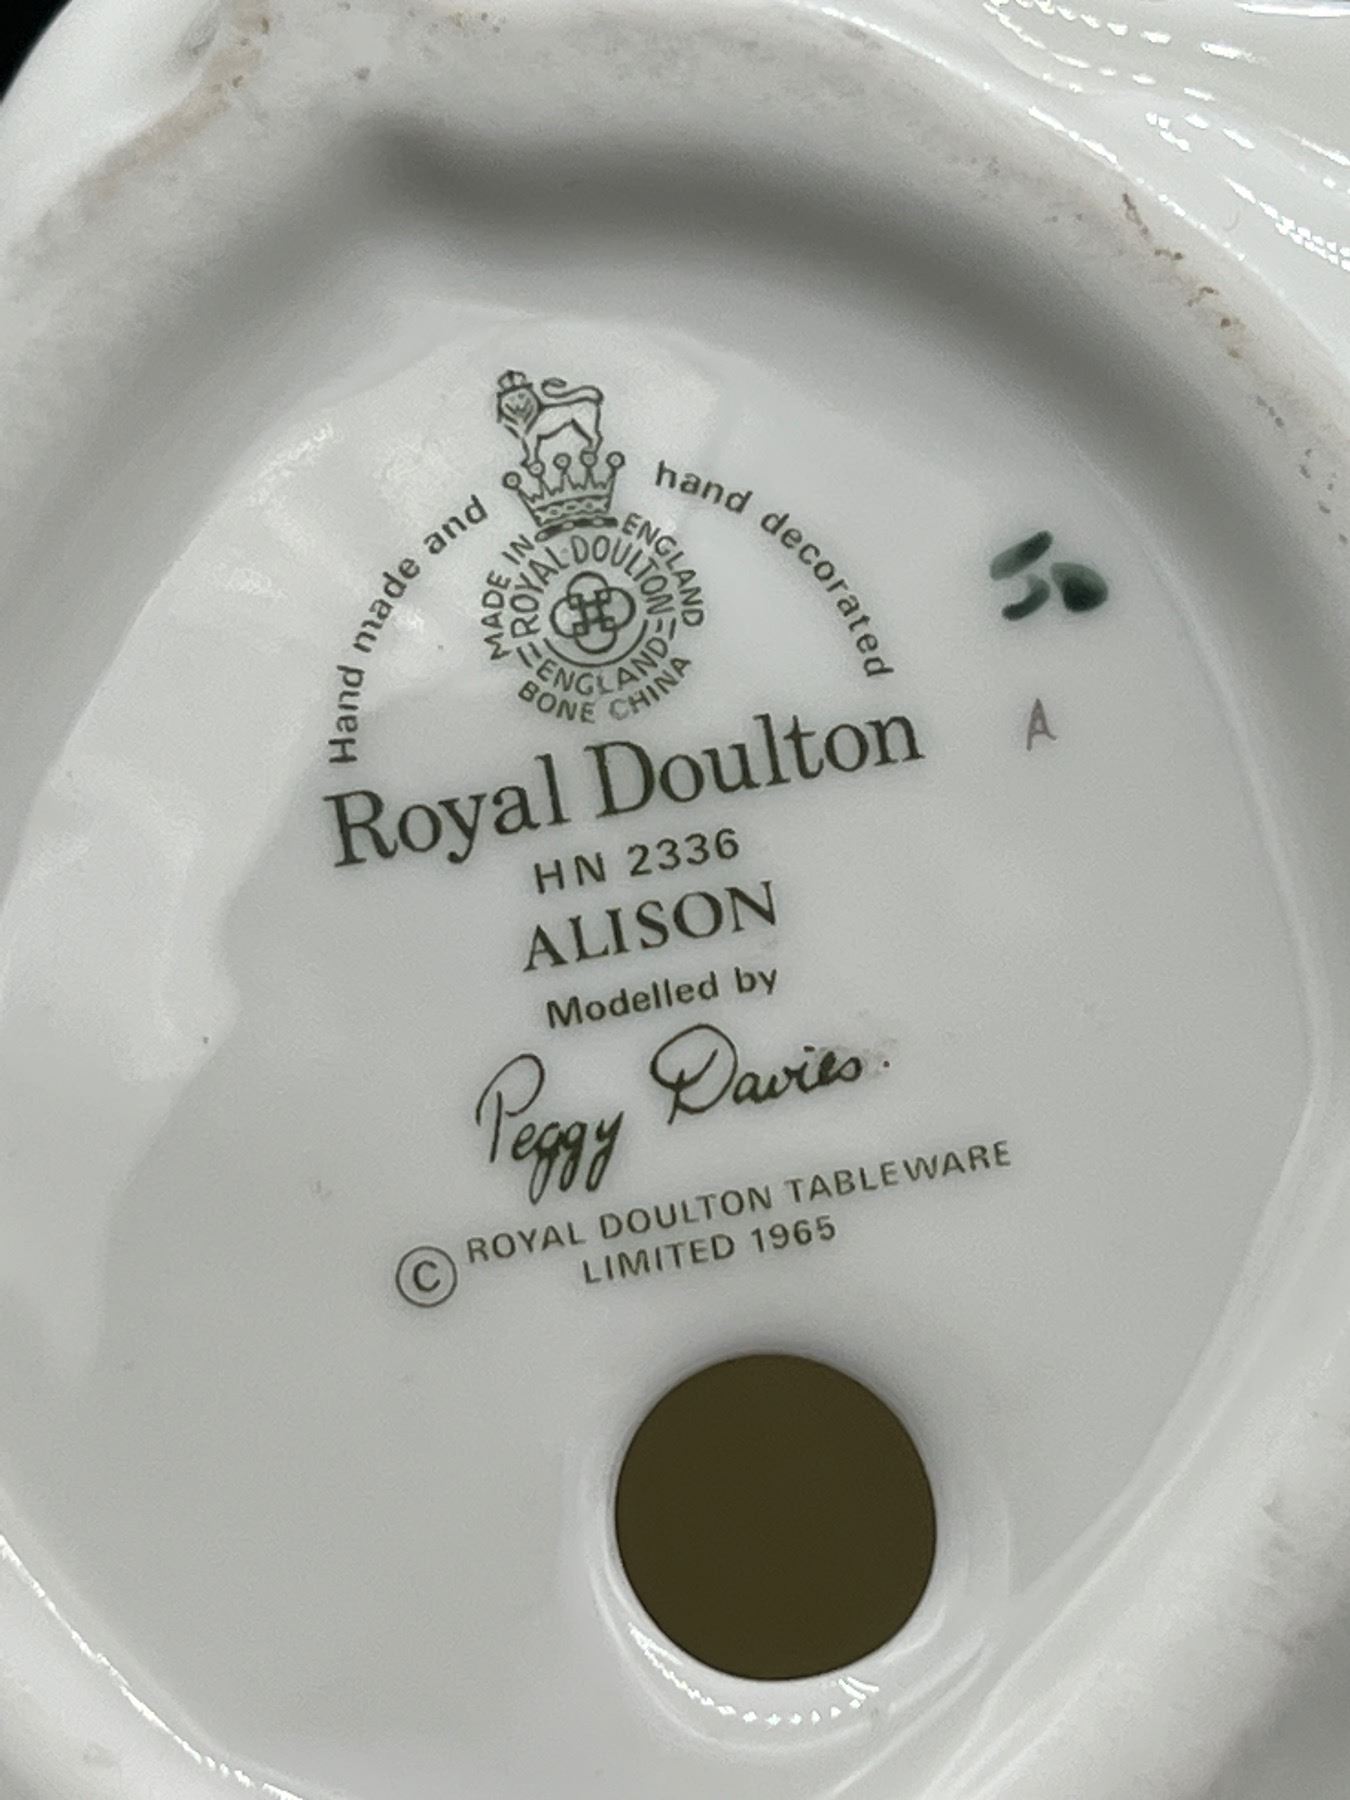 Hand made and hand decorated
MADE IN ENGLAND
ROYAL·DOULTON
ENGLAND
BONE CHINA
Royal Doulton
HN 2336
ALISON
Modelled by
Peggy Davies.
© ROYAL DOULTON TABLEWARE
LIMITED 1965
A